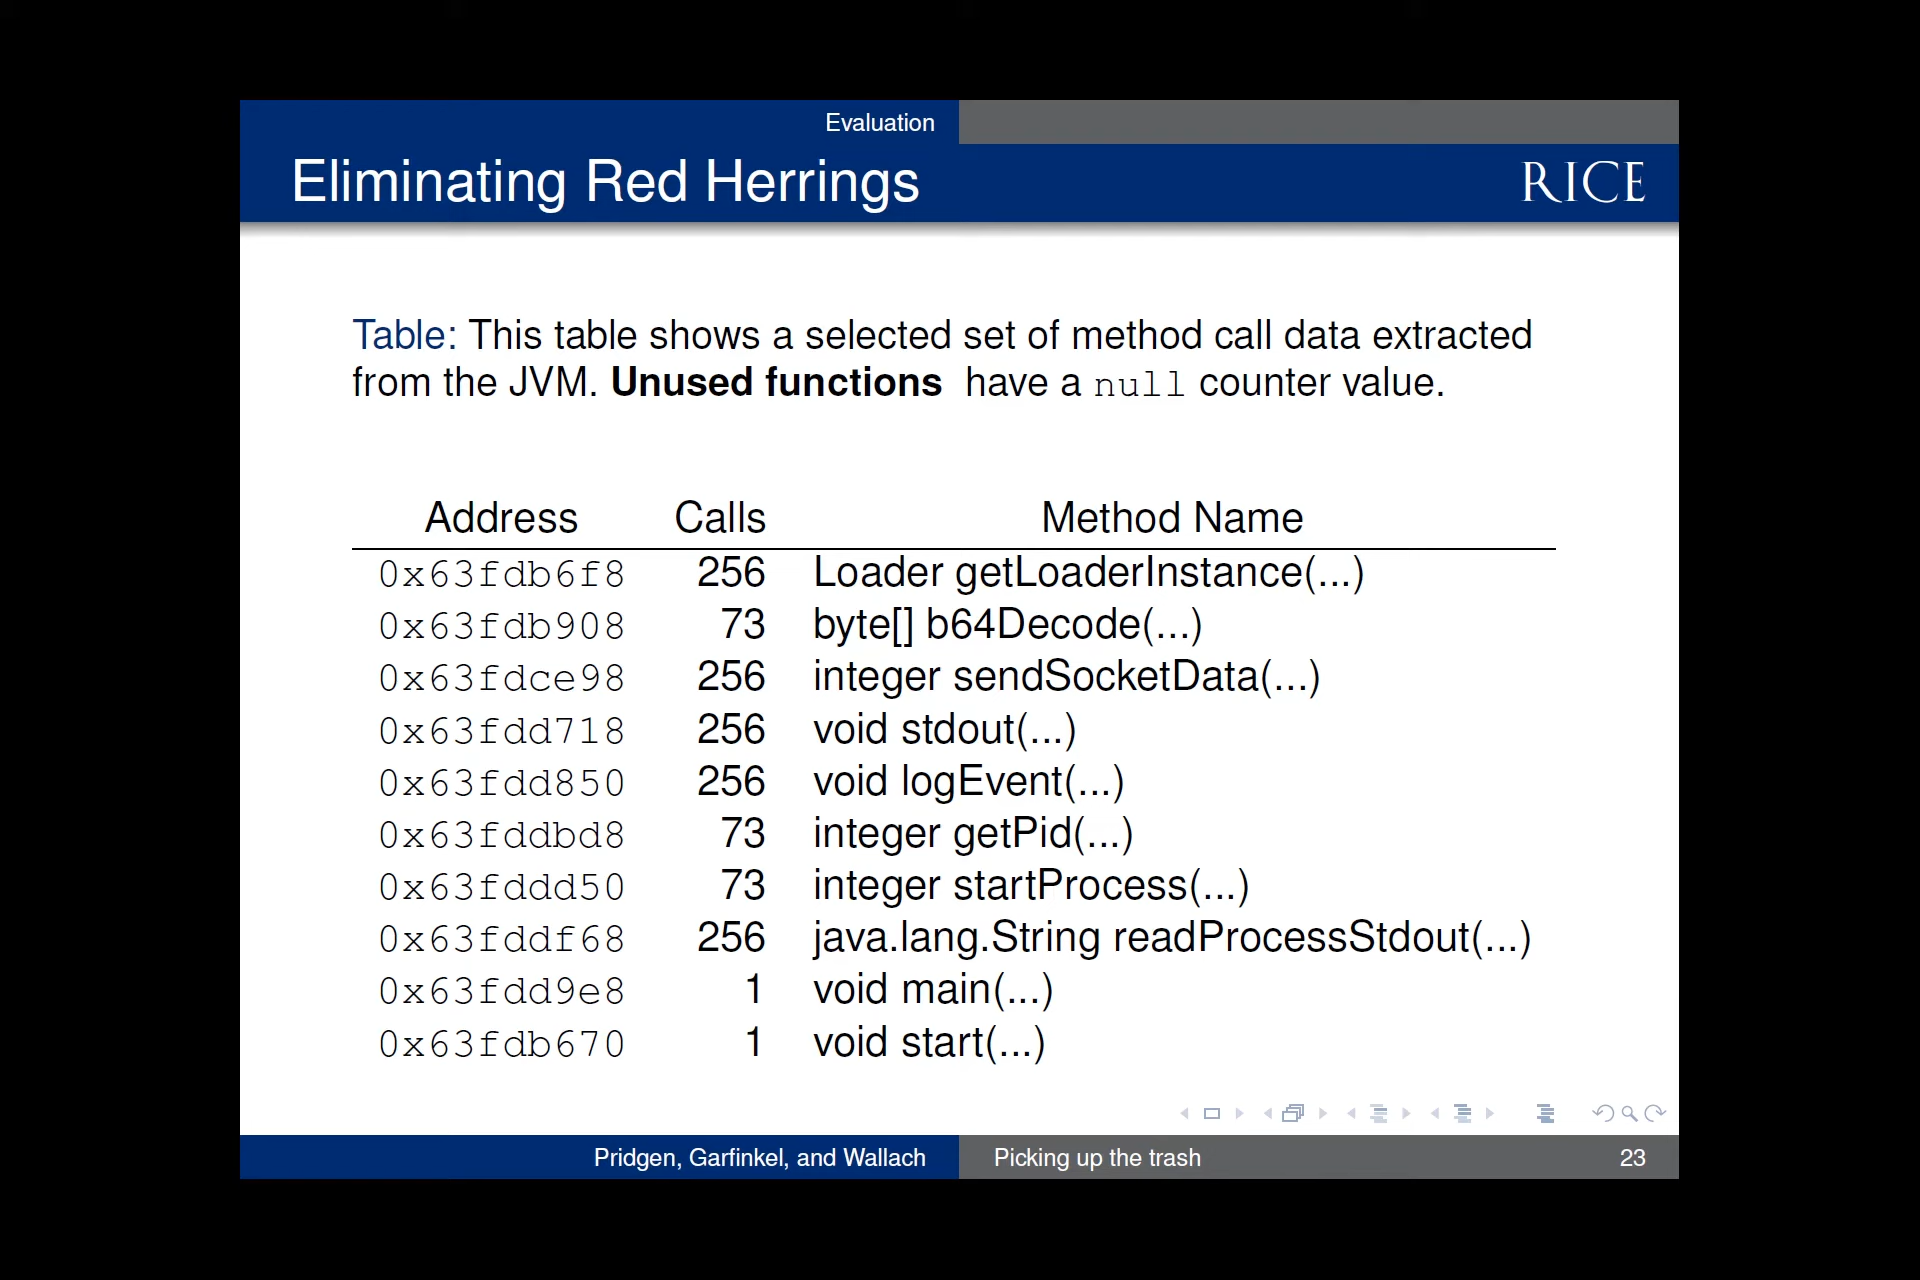 Evaluation
Eliminating Red Herrings
RICE
Table: This table shows a selected set of method call data extracted
from the JVM. Unused functions have a null counter value.
Address Calls Method Name
0x63fdb6f8 256 Loader getLoaderInstance(...)
0x63fdb908 73 byte[] b64Decode(...)
0x63fdce98 256 integer sendSocketData(...)
0x63fdd718 256 void stdout(...)
0x63fdd850 256 void logEvent(...)
0x63fddbd8 73 integer getPid(...)
0x63fddd50 73 integer startProcess(...)
0x63fddf68 256 java.lang.String readProcessStdout(...)
0x63fdd9e8 1 void main(...)
0x63fdb670 1 void start(...)
Pridgen, Garfinkel, and Wallach Picking up the trash 23